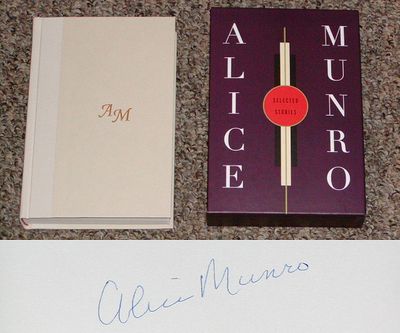 AM
ALICE
MUNRO
SELECTED
STORIES
Alice Munro